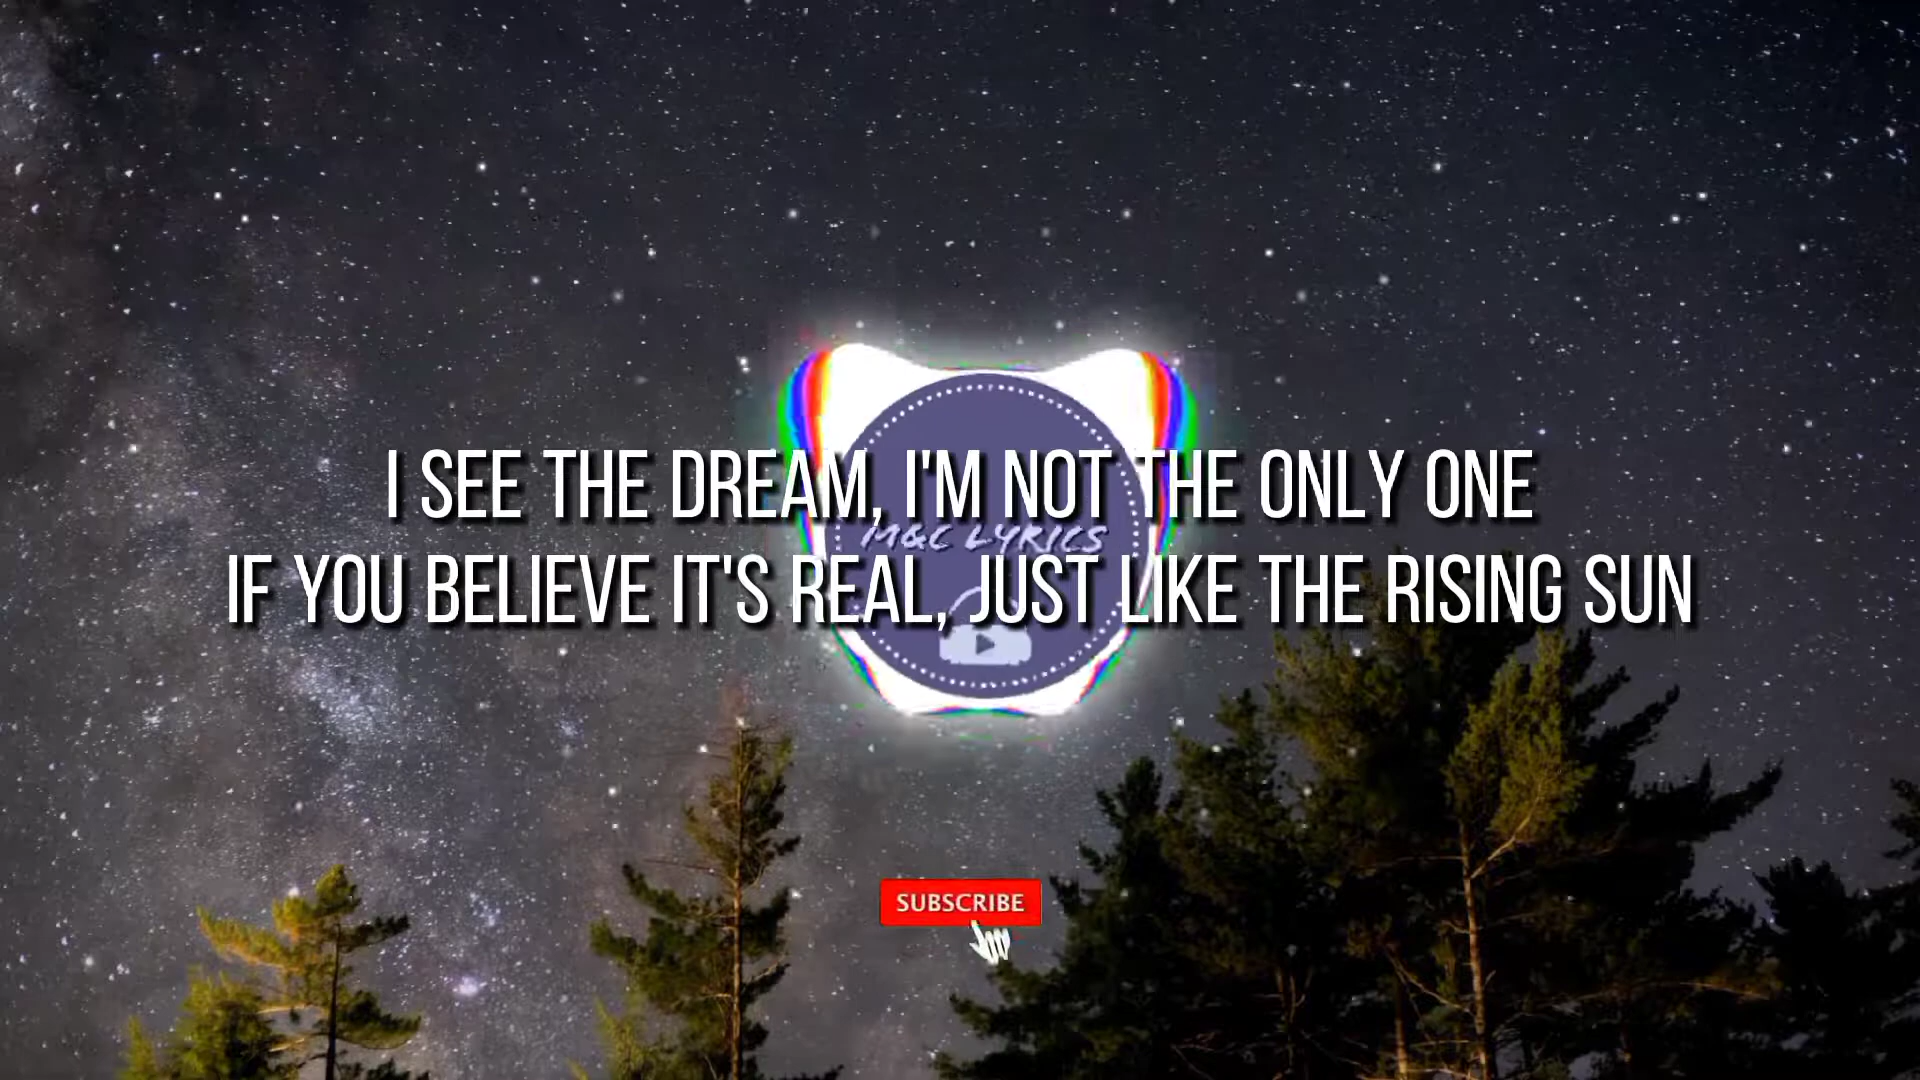 I SEE THE DREAM, I'M NOT THE ONLY ONE
M&C LYRICS
IF YOU BELIEVE IT'S REAL, JUST LIKE THE RISING SUN
SUBSCRIBE